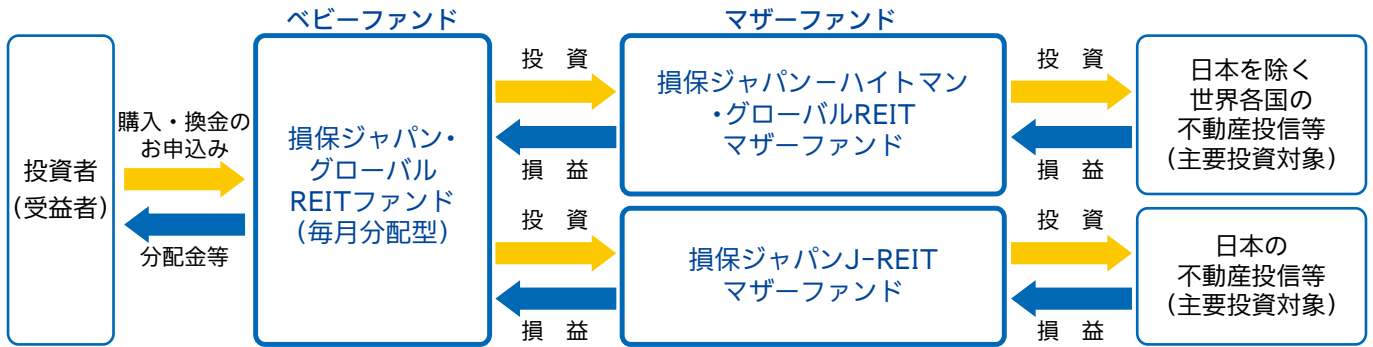 ベビーファンド
マザーファンド
投資者
(受益者)
購入・換金の
お申込み
分配金等
損保ジャパン・
グローバル
REITファンド
(毎月分配型)
投 資
損 益
投 資
損 益
損保ジャパン－ハイトマン
・グローバルREIT
マザーファンド
損保ジャパンJ-REIT
マザーファンド
投 資
損 益
投 資
損 益
日本を除く
世界各国の
不動産投信等
(主要投資対象)
日本の
不動産投信等
(主要投資対象)